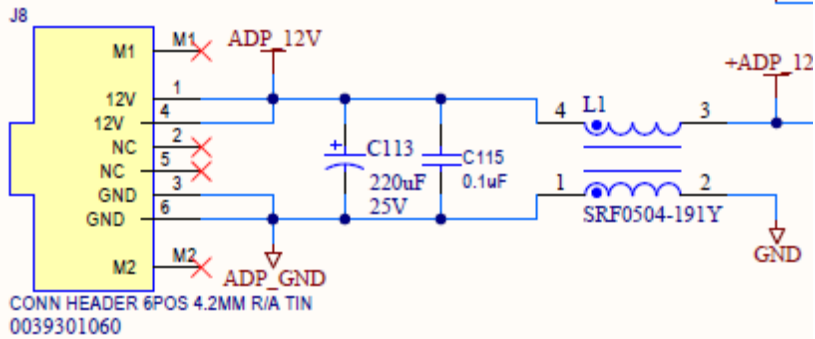 J8
M1 M1
ADP_12V
+ADP_12
12V 1
12V 4
NC 2
NC 5
GND 3
GND 6
M2 M2
+ C113
220uF
25V
C115
0.1uF
L1
4 3
1 2
SRF0504-191Y
GND
ADP_GND
CONN HEADER 6POS 4.2MM R/A TIN
0039301060